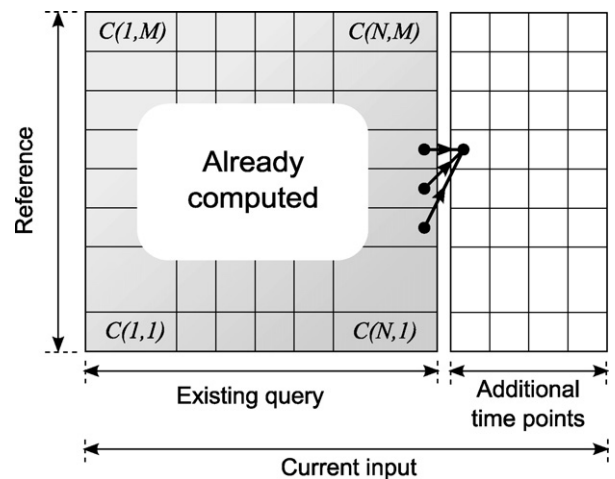 C(1,M)
C(N,M)
Reference
Already
computed
C(1,1)
C(N,1)
Existing query
Additional
time points
Current input